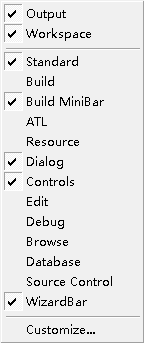 Output
Workspace
Standard
Build
Build MiniBar
ATL
Resource
Dialog
Controls
Edit
Debug
Browse
Database
Source Control
WizardBar
Customize...